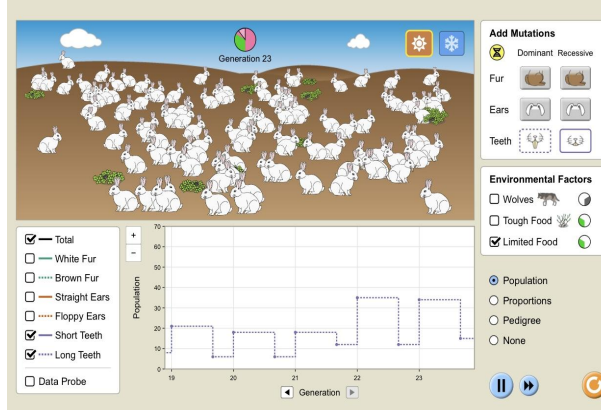 Generation 23
Add Mutations
Dominant Recessive
Fur
Ears
Teeth
Environmental Factors
Wolves
Tough Food
Limited Food
Total
White Fur
Brown Fur
Straight Ears
Floppy Ears
Short Teeth
Long Teeth
Data Probe
+
−
Population
70
60
50
40
30
20
10
0
19 20 21 22 23
Generation
Population
Proportions
Pedigree
None